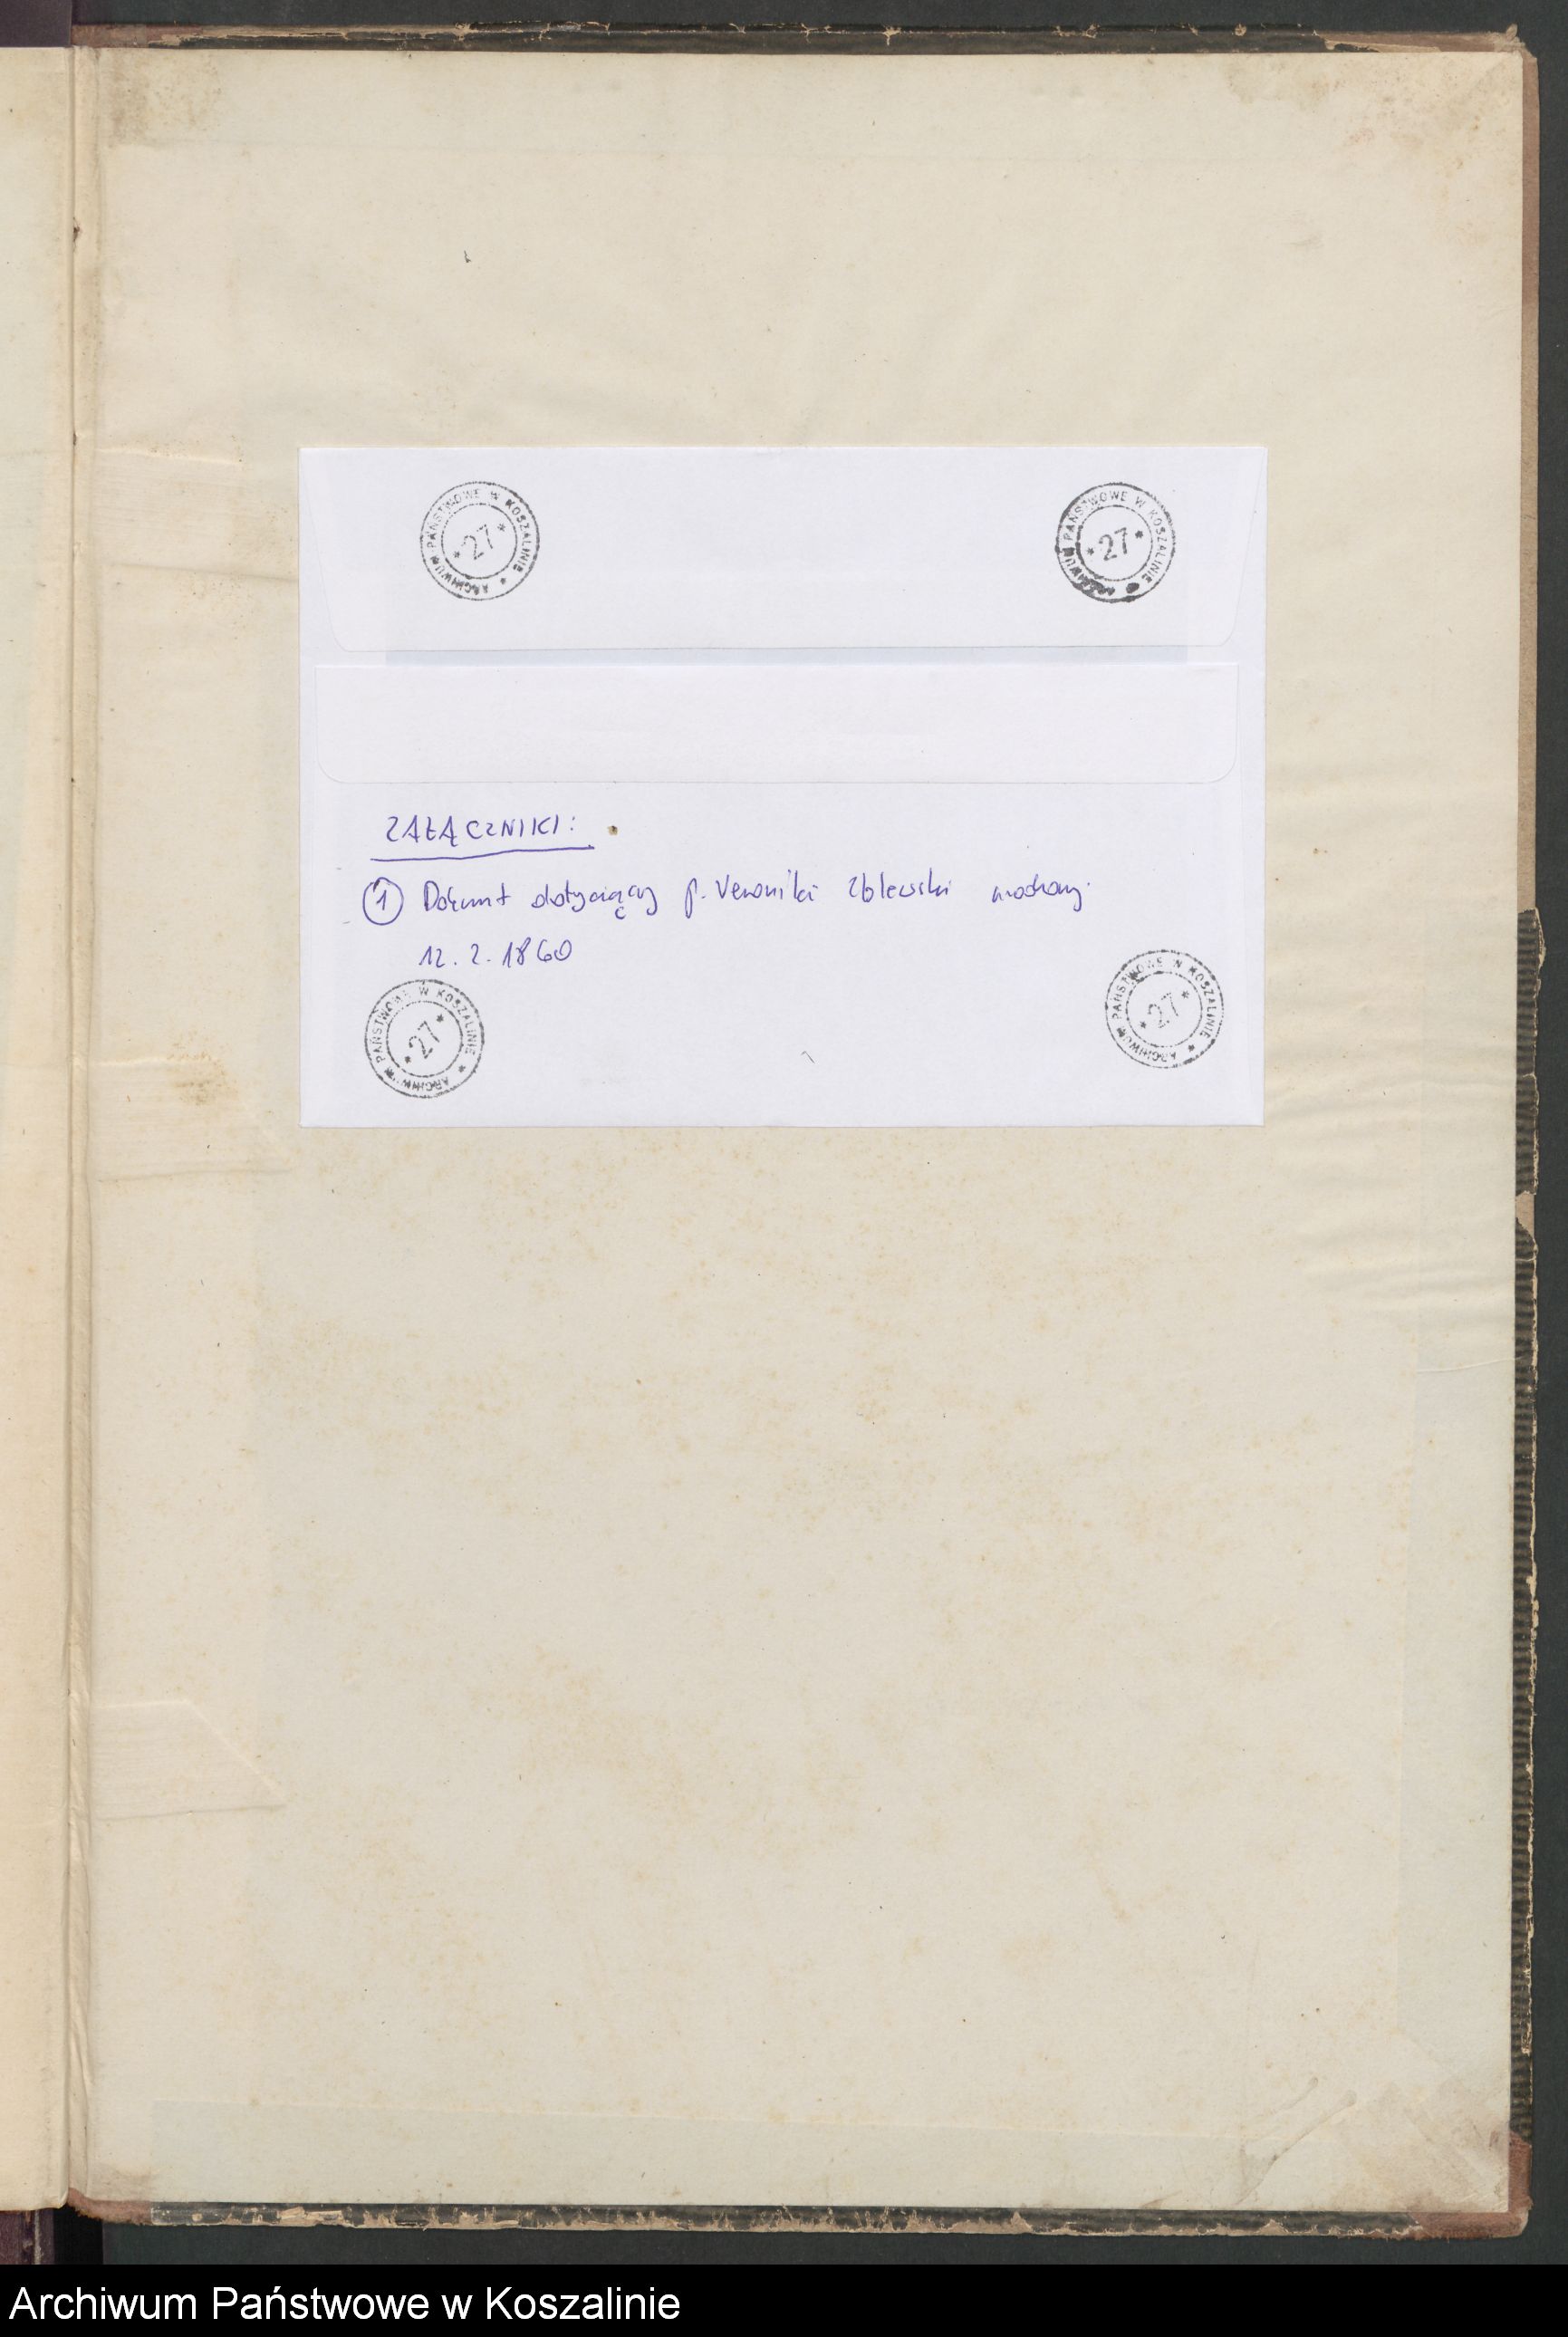 ARCHIWUM PAŃSTWOWE W KOSZALINIE * 27 *
ARCHIWUM PAŃSTWOWE W KOSZALINIE * 27 *
ZAŁĄCZNIKI:
1 Dokument dotyczący p. Weroniki
12.2.1860
ARCHIWUM PAŃSTWOWE W KOSZALINIE * 27 *
ARCHIWUM PAŃSTWOWE W KOSZALINIE * 27 *
Archiwum Państwowe w Koszalinie